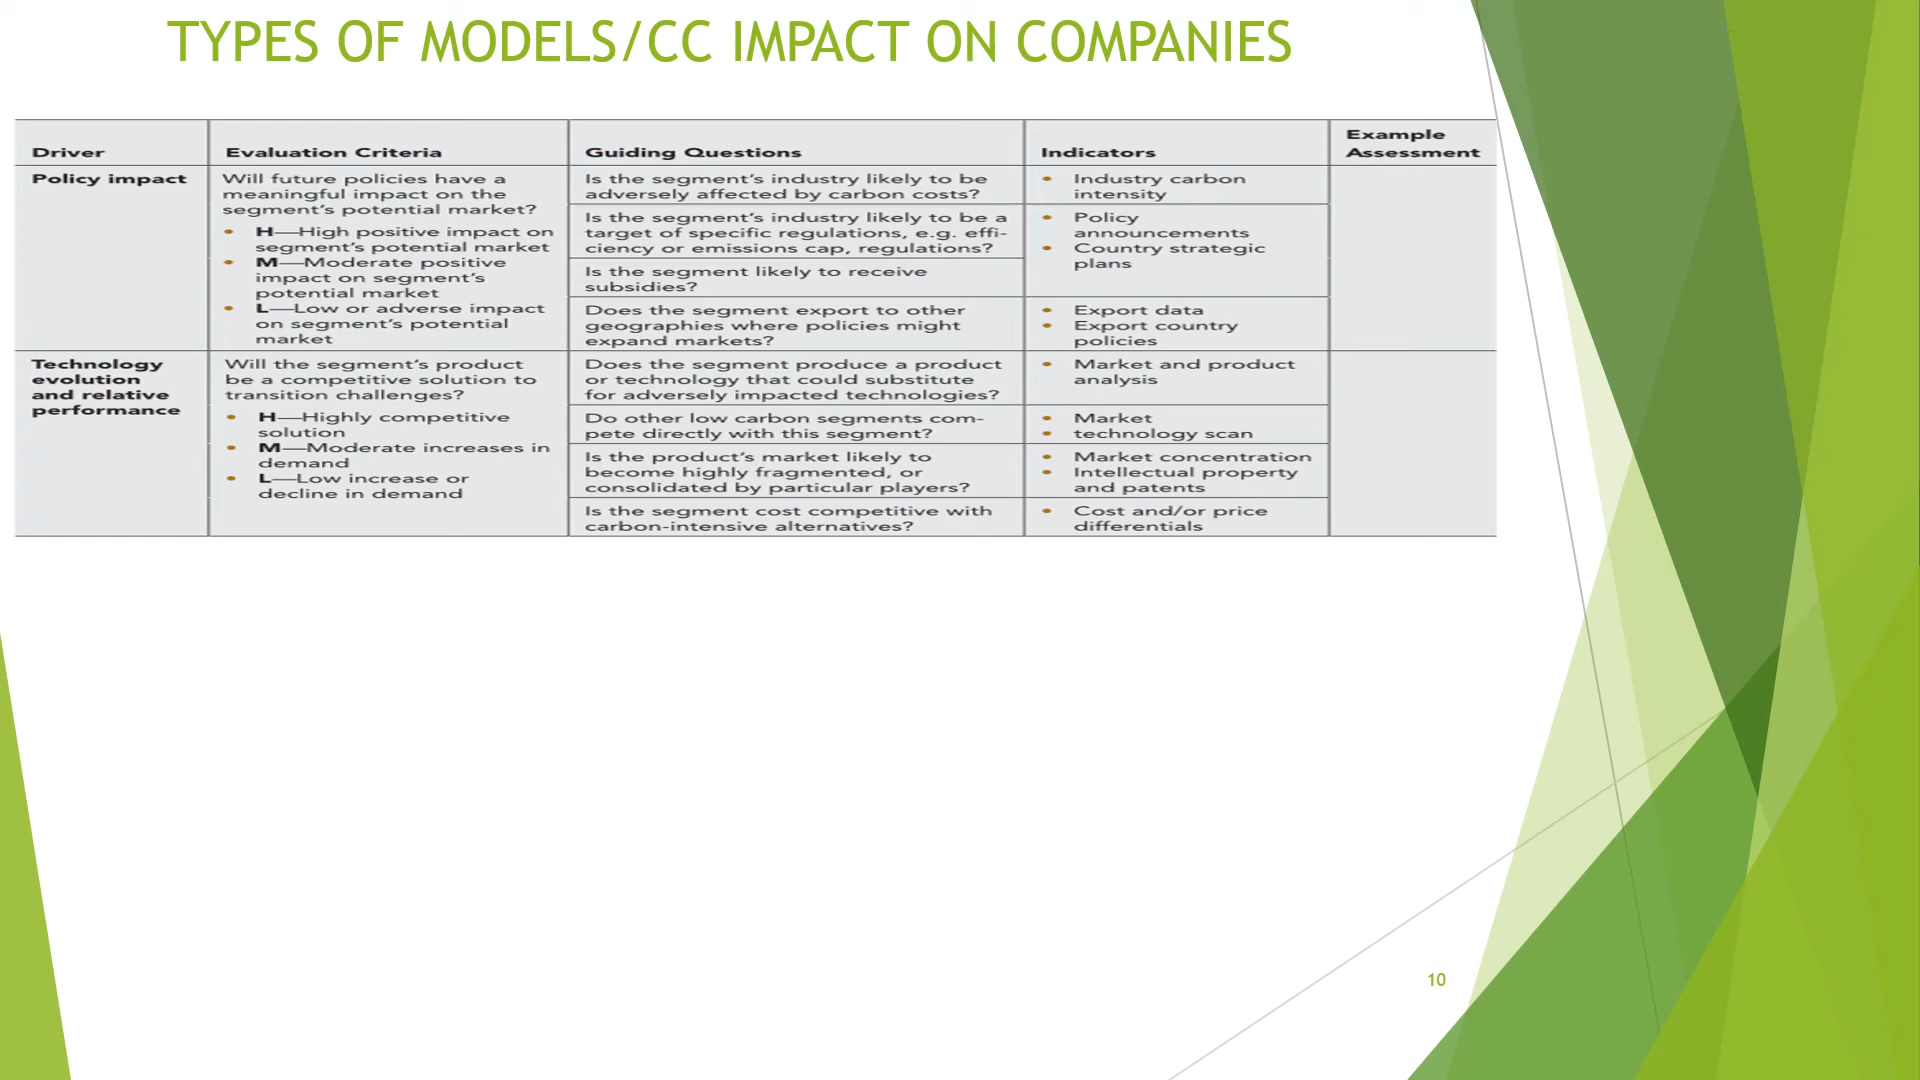 TYPES OF MODELS/CC IMPACT ON COMPANIES
Driver
Evaluation Criteria
Guiding Questions
Indicators
Example
Assessment
Policy impact
Will future policies have a
meaningful impact on the
segment's potential market?
• H—High positive impact on
segment's potential market
• M—Moderate positive
impact on segment's
potential market
• L—Low or adverse impact
on segment's potential
market
Is the segment's industry likely to be
adversely affected by carbon costs?
• Industry carbon
intensity
Is the segment's industry likely to be a
target of specific regulations, e.g. effi-
ciency or emissions cap, regulations?
Is the segment likely to receive
subsidies?
• Policy
announcements
• Country strategic
plans
Does the segment export to other
geographies where policies might
expand markets?
• Export data
• Export country
policies
Technology
evolution
and relative
performance
Will the segment's product
be a competitive solution to
transition challenges?
• H—Highly competitive
solution
• M—Moderate increases in
demand
• L—Low increase or
decline in demand
Does the segment produce a product
or technology that could substitute
for adversely impacted technologies?
• Market and product
analysis
Do other low carbon segments com-
pete directly with this segment?
• Market
• technology scan
Is the product's market likely to
become highly fragmented, or
consolidated by particular players?
• Market concentration
• Intellectual property
and patents
Is the segment cost competitive with
carbon-intensive alternatives?
• Cost and/or price
differentials
10